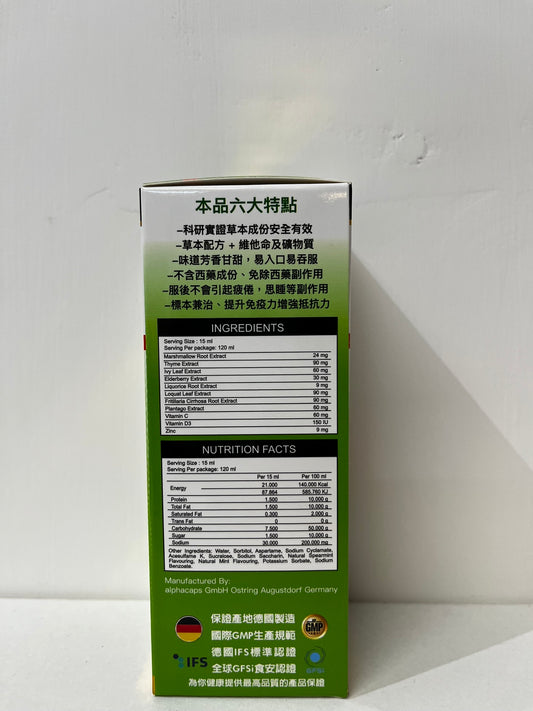 本品六大特點
–科研實證草本成份安全有效
–草本配方 + 維他命及礦物質
–味道芳香甘甜，易入口易吞服
–不含西藥成份、免除西藥副作用
–服後不會引起疲倦，思睡等副作用
–標本兼治、提升免疫力增強抵抗力
INGREDIENTS
Serving Size : 15 ml
Serving Per package: 120 ml
Marshmallow Root Extract 24 mg
Thyme Extract 90 mg
Ivy Leaf Extract 60 mg
Elderberry Extract 30 mg
Liquorice Root Extract 9 mg
Loquat Leaf Extract 90 mg
Fritillaria Cirrhosa Root Extract 90 mg
Plantago Extract 60 mg
Vitamin C 60 mg
Vitamin D3 150 IU
Zinc 9 mg
NUTRITION FACTS
Serving Size : 15 ml
Serving Per package: 120 ml
Per 15 ml Per 100 ml
Energy 21.000 140.000 Kcal
87.864 585.760 KJ
Protein 1.500 10.000 g
Total Fat 1.500 10.000 g
Saturated Fat 0.300 2.000 g
Trans Fat 0 0 g
Carbohydrate 7.500 50.000 g
Sugar 1.500 10.000 g
Sodium 30.000 200.000 mg
Other Ingredients: Water, Sorbitol, Aspartame, Sodium Cyclamate,
Acesulfame K, Sucralose, Sodium Saccharin, Natural Spearmint
Flavouring, Natural Mint Flavouring, Potassium Sorbate, Sodium
Benzoate.
Manufactured By:
alphacaps GmbH Ostring Augustdorf Germany
保證產地德國製造
國際GMP生產規範
GMP
德國IFS標準認證
IFS
全球GFSi食安認證
GFSi
為你健康提供最高品質的產品保證